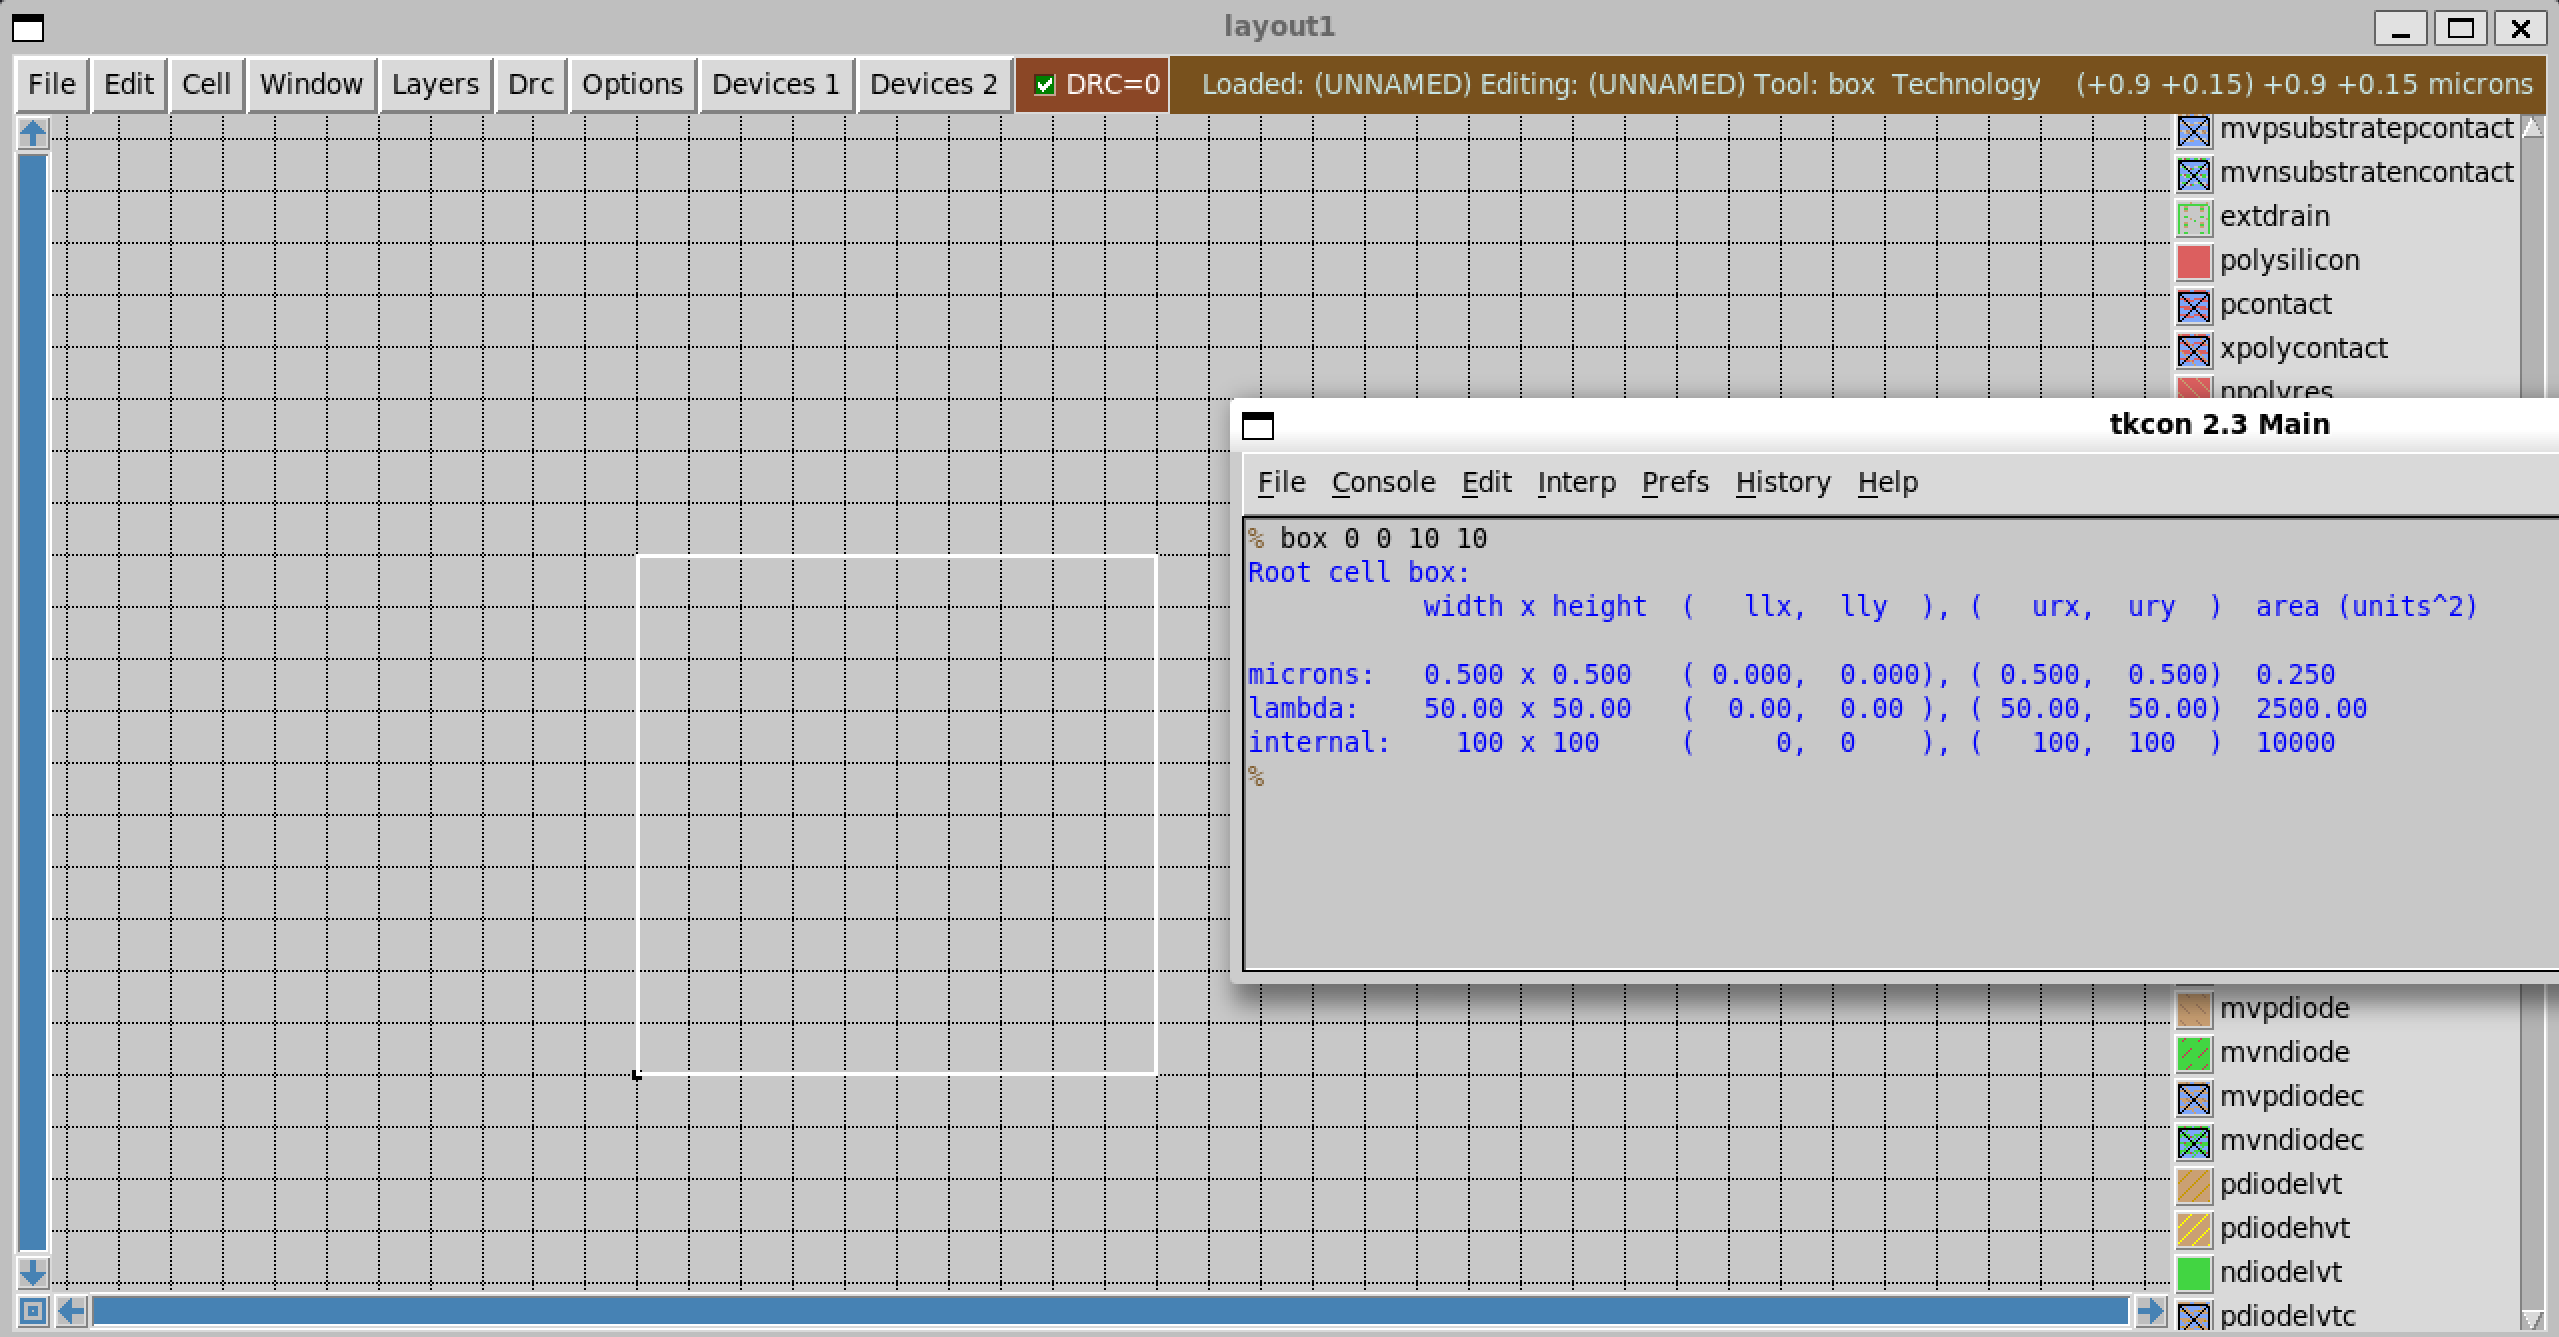 layout1
File Edit Cell Window Layers Drc Options Devices 1 Devices 2 DRC=0 Loaded: (UNNAMED) Editing: (UNNAMED) Tool: box Technology (+0.9 +0.15) +0.9 +0.15 microns
mvpsubstratepcontact
mvnsubstratencontact
extdrain
polysilicon
pcontact
xpolycontact
npolyres
tkcon 2.3 Main
File Console Edit Interp Prefs History Help
% box 0 0 10 10
Root cell box:
width x height ( llx, lly ), ( urx, ury ) area (units^2)
microns: 0.500 x 0.500 ( 0.000, 0.000), ( 0.500, 0.500) 0.250
lambda: 50.00 x 50.00 ( 0.00, 0.00 ), ( 50.00, 50.00) 2500.00
internal: 100 x 100 ( 0, 0 ), ( 100, 100 ) 10000
%
mvpdiode
mvndiode
mvpdiodec
mvndiodec
pdiodelvt
pdiodehvt
ndiodelvt
pdiodelvtc